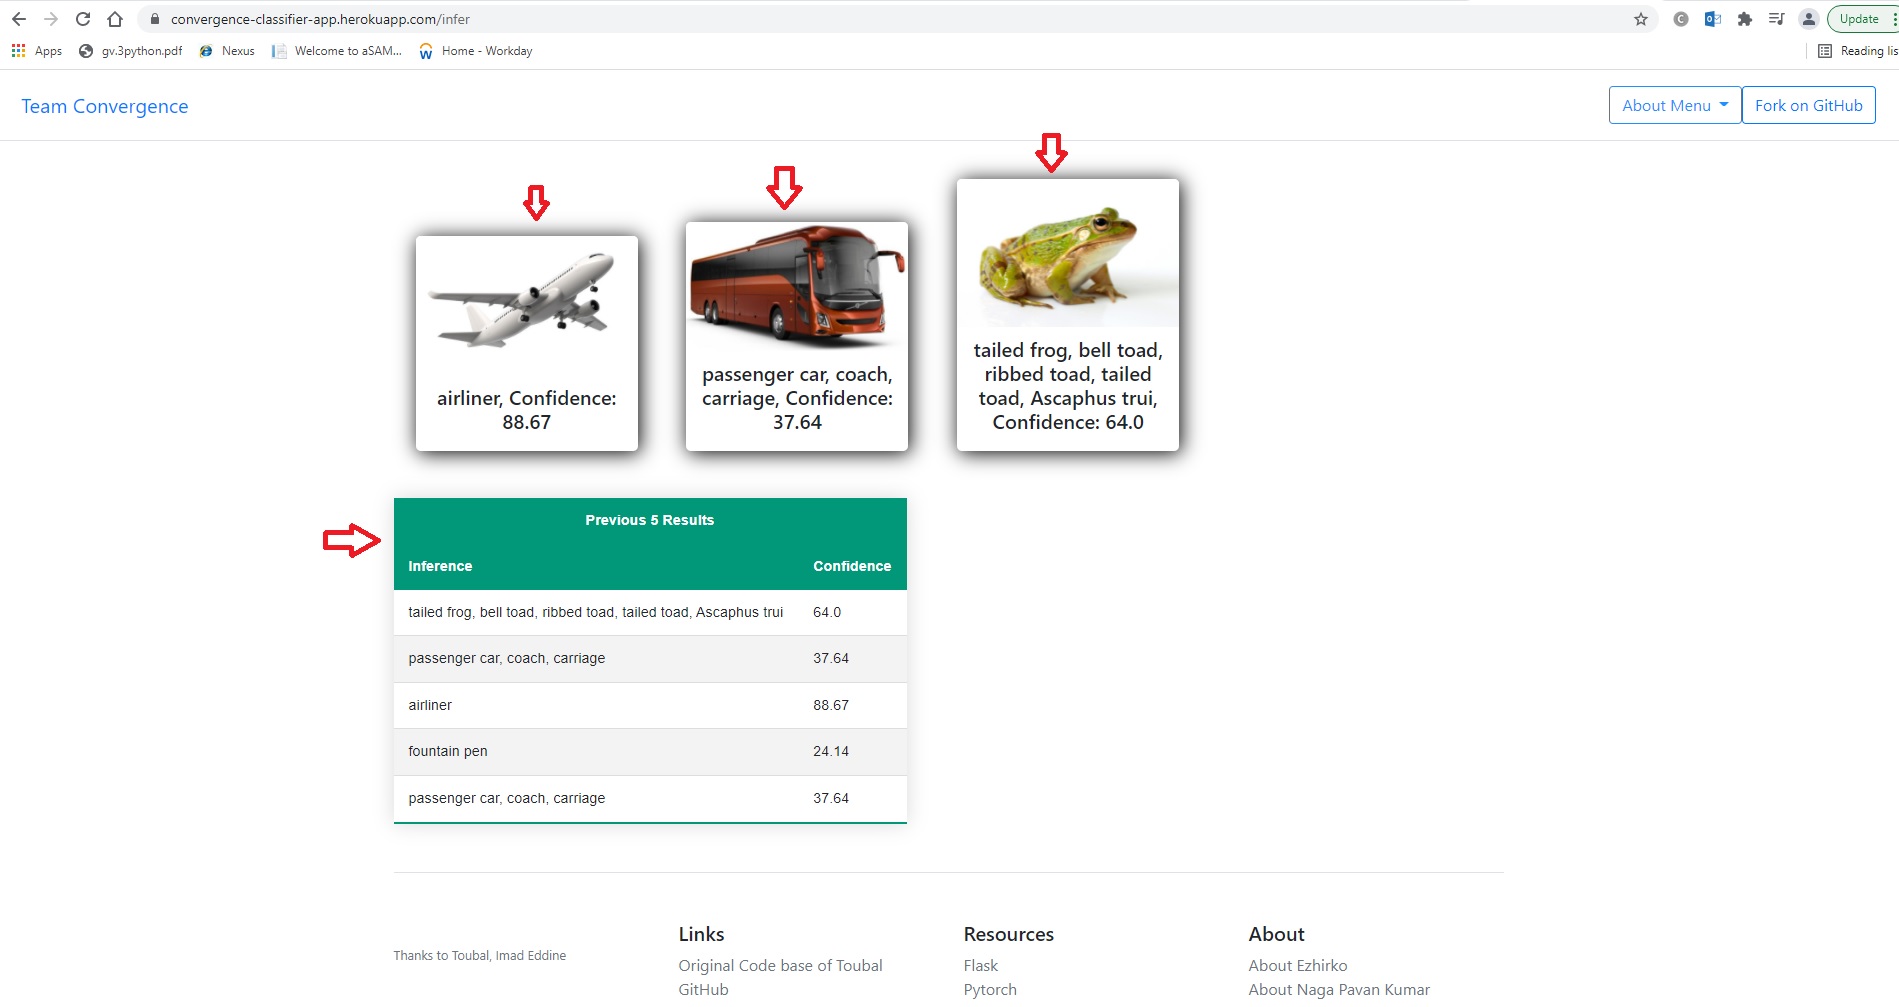 convergence-classifier-app.herokuapp.com/infer
Update
Apps
gv.3python.pdf
Nexus
Welcome to aSAM...
Home - Workday
Reading lis
Team Convergence
About Menu
Fork on GitHub
airliner, Confidence:
88.67
passenger car, coach,
carriage, Confidence:
37.64
tailed frog, bell toad,
ribbed toad, tailed
toad, Ascaphus trui,
Confidence: 64.0
Previous 5 Results
Inference Confidence
tailed frog, bell toad, ribbed toad, tailed toad, Ascaphus trui 64.0
passenger car, coach, carriage 37.64
airliner 88.67
fountain pen 24.14
passenger car, coach, carriage 37.64
Thanks to Toubal, Imad Eddine
Links
Original Code base of Toubal
GitHub
Resources
Flask
Pytorch
About
About Ezhirko
About Naga Pavan Kumar